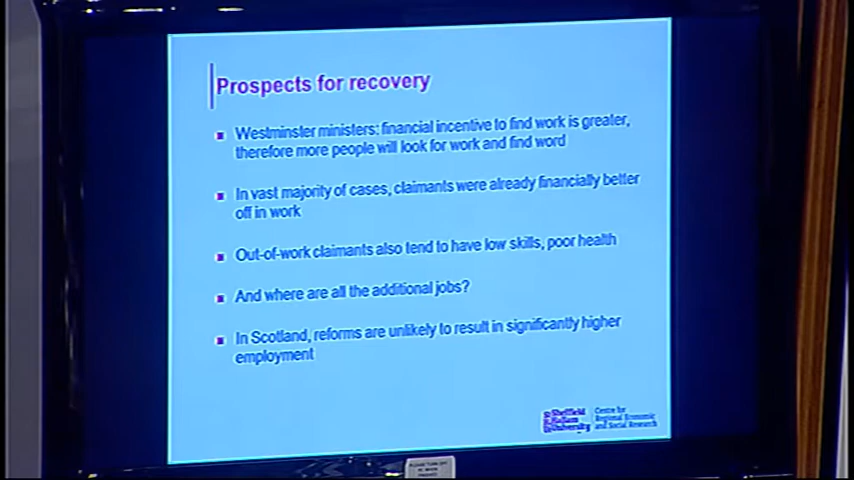 Prospects for recovery
Westminster ministers: financial incentive to find work is greater,
therefore more people will look for work and find word
In vast majority of cases, claimants were already financially better
off in work
Out-of-work claimants also tend to have low skills, poor health
And where are all the additional jobs?
In Scotland, reforms are unlikely to result in significantly higher
employment
Sheffield
Hallam
University
Centre for
Regional Economic
and Social Research
PLEASE TURN OFF